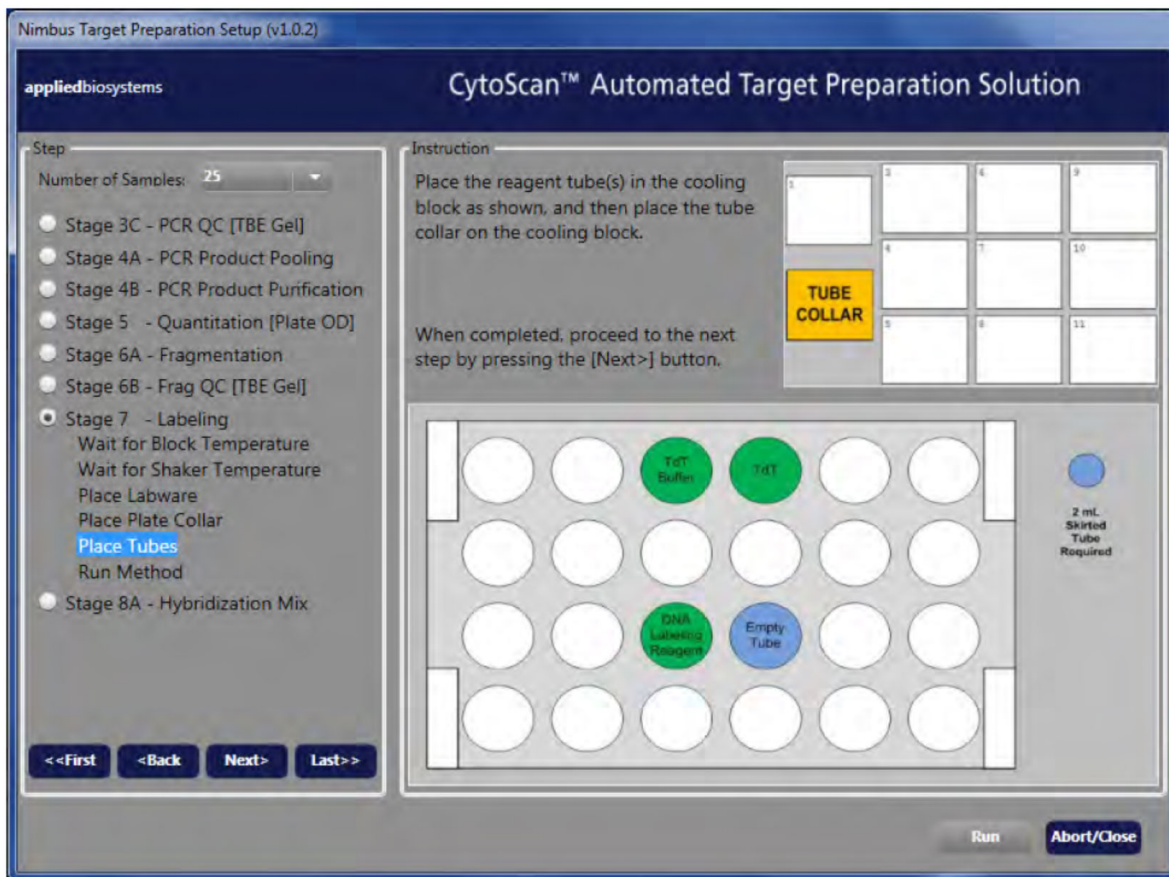 Nimbus Target Preparation Setup (v1.0.2)
appliedbiosystems
CytoScan™ Automated Target Preparation Solution
Step
Number of Samples: 25
Stage 3C - PCR QC [TBE Gel]
Stage 4A - PCR Product Pooling
Stage 4B - PCR Product Purification
Stage 5 - Quantitation [Plate OD]
Stage 6A - Fragmentation
Stage 6B - Frag QC [TBE Gel]
Stage 7 - Labeling
Wait for Block Temperature
Wait for Shaker Temperature
Place Labware
Place Plate Collar
Place Tubes
Run Method
Stage 8A - Hybridization Mix
<<First <Back Next> Last>>
Instruction
Place the reagent tube(s) in the cooling
block as shown, and then place the tube
collar on the cooling block.
When completed, proceed to the next
step by pressing the [Next>] button.
1
TUBE
COLLAR
4 7 10
11
TdT
Buffer
TdT
DNA
Labeling
Reagent
Empty
Tube
2 mL
Skirted
Tube
Required
Run Abort/Close